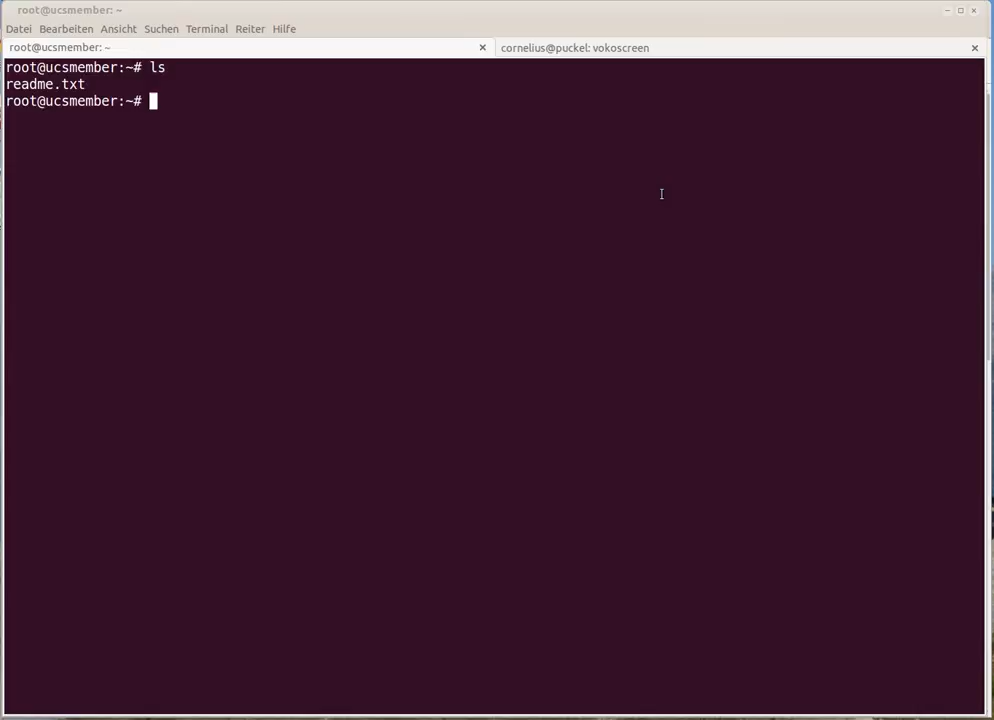 root@ucsmember: ~
Datei Bearbeiten Ansicht Suchen Terminal Reiter Hilfe
root@ucsmember: ~ cornelius@puckel: vokoscreen
root@ucsmember:~# ls
readme.txt
root@ucsmember:~#